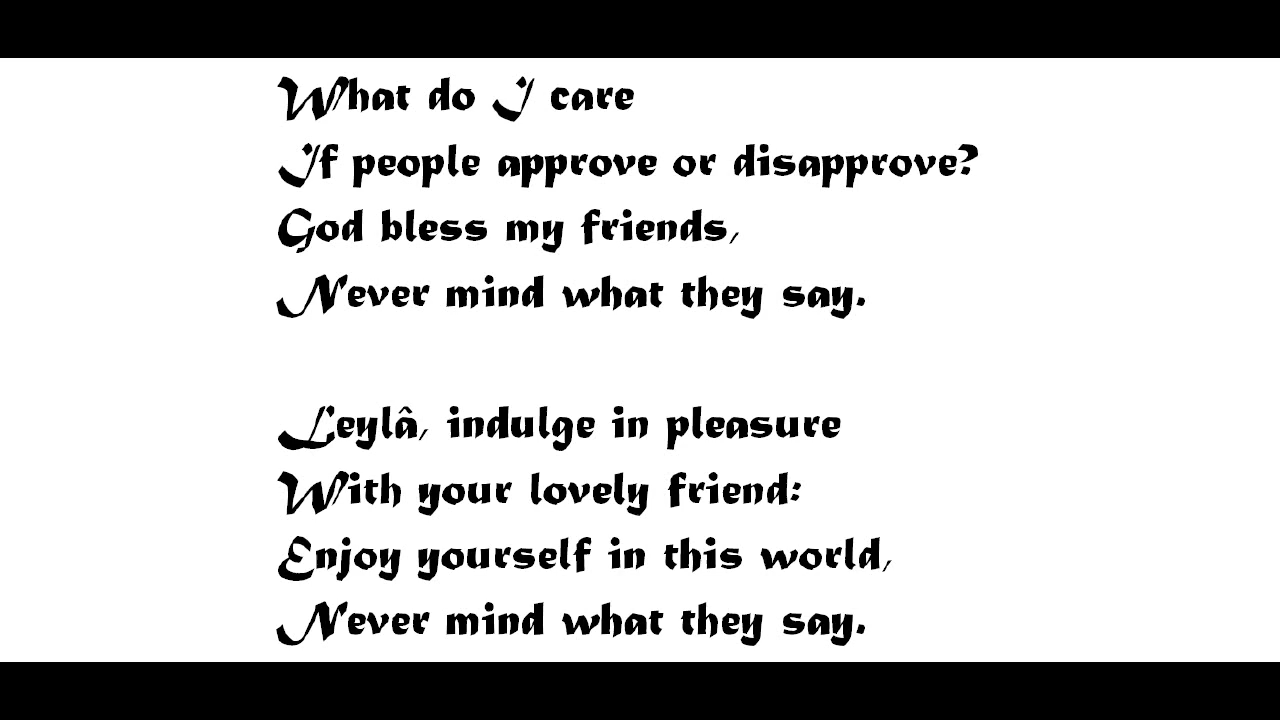 What do I care
If people approve or disapprove?
God bless my friends,
Never mind what they say.
Leylâ, indulge in pleasure
With your lovely friend:
Enjoy yourself in this world,
Never mind what they say.